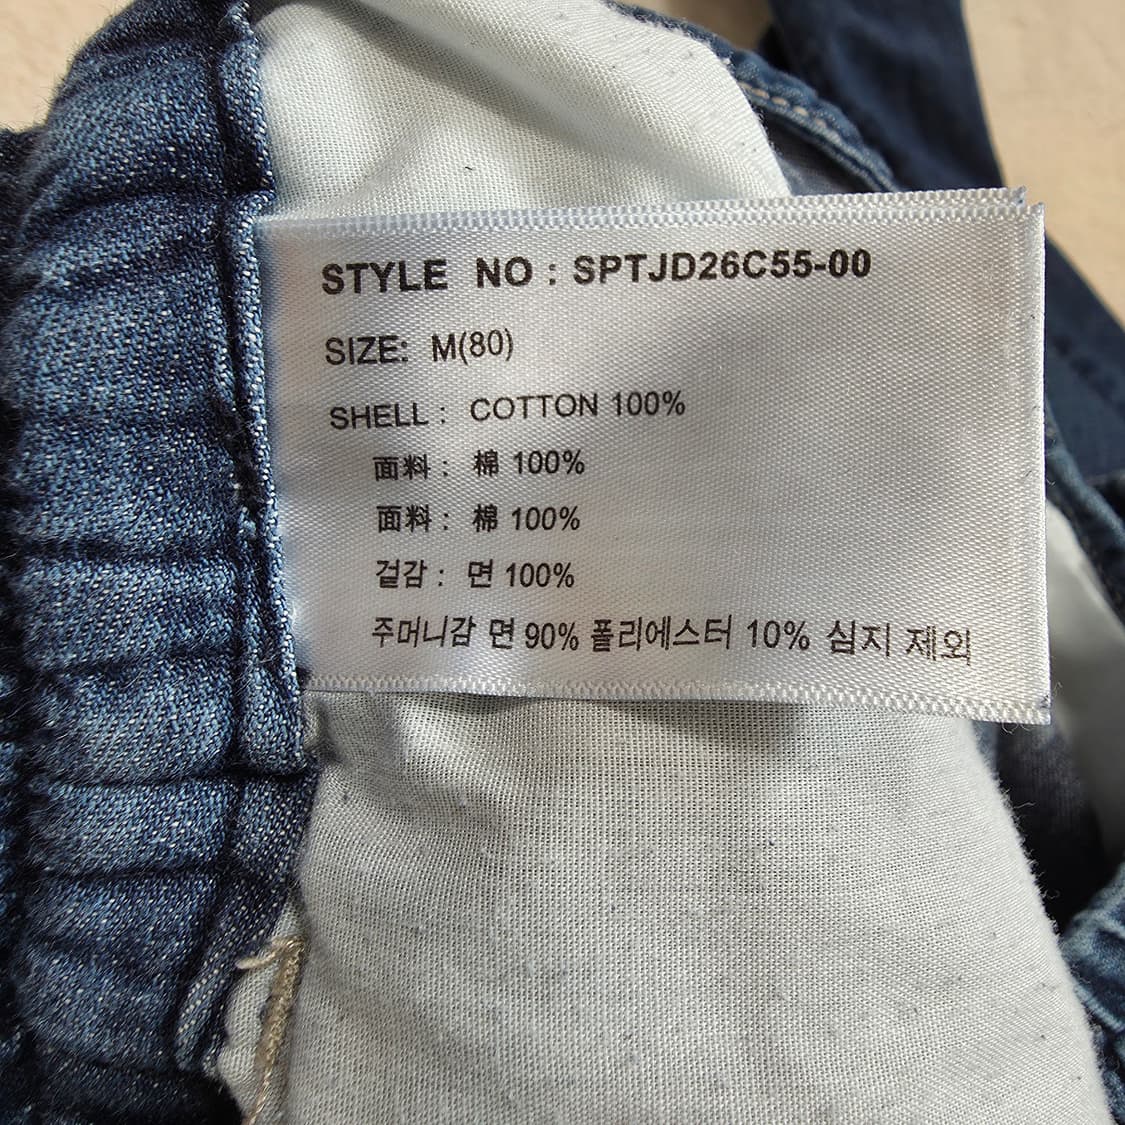 STYLE NO : SPTJD26C55-00
SIZE: M(80)
SHELL : COTTON 100%
面料 : 棉 100%
面料 : 棉 100%
겉감 : 면 100%
주머니감 면 90% 폴리에스터 10% 심지 제외